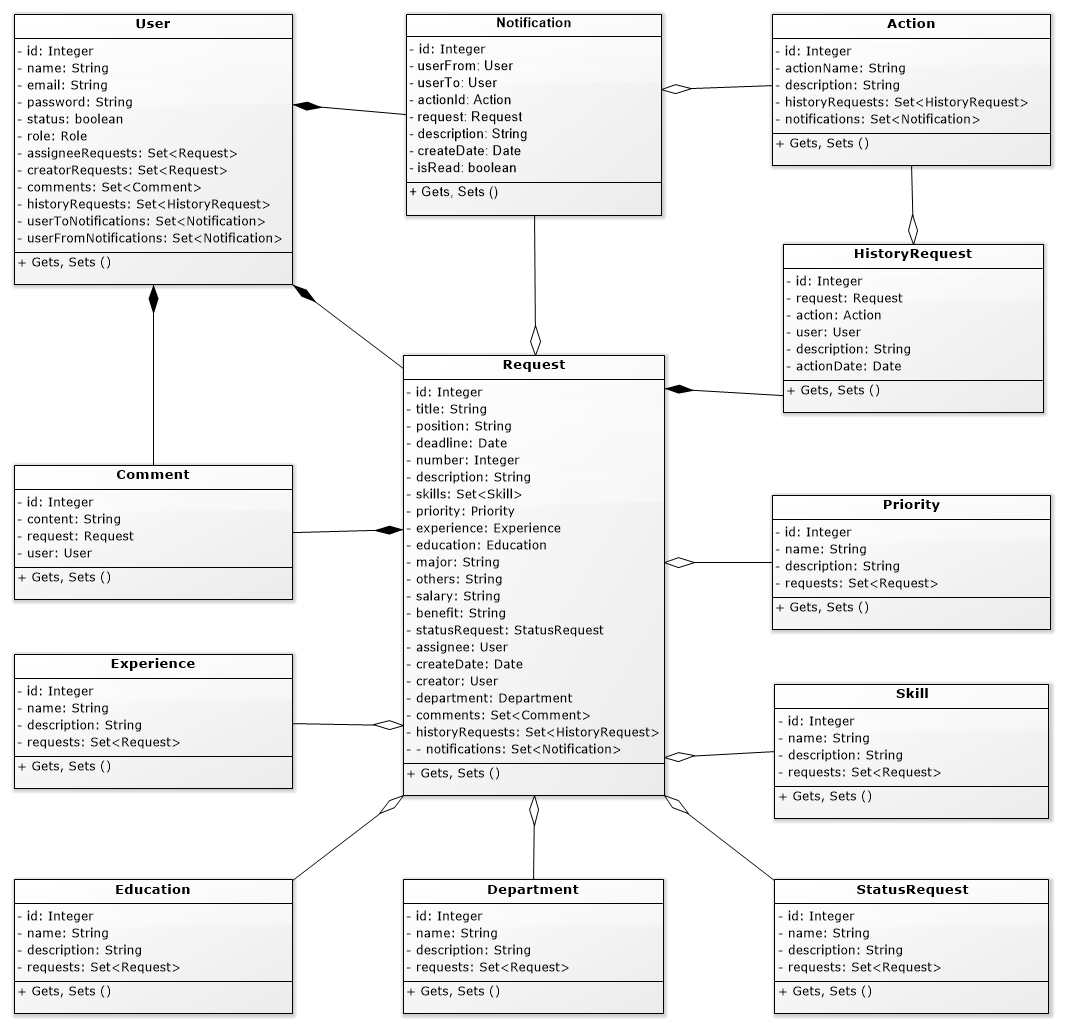 User
- id: Integer
- name: String
- email: String
- password: String
- status: boolean
- role: Role
- assigneeRequests: Set<Request>
- creatorRequests: Set<Request>
- comments: Set<Comment>
- historyRequests: Set<HistoryRequest>
- userToNotifications: Set<Notification>
- userFromNotifications: Set<Notification>
+ Gets, Sets ()
Notification
- id: Integer
- userFrom: User
- userTo: User
- actionId: Action
- request: Request
- description: String
- createDate: Date
- isRead: boolean
+ Gets, Sets ()
Action
- id: Integer
- actionName: String
- description: String
- historyRequests: Set<HistoryRequest>
- notifications: Set<Notification>
+ Gets, Sets ()
HistoryRequest
- id: Integer
- request: Request
- action: Action
- user: User
- description: String
- actionDate: Date
+ Gets, Sets ()
Request
- id: Integer
- title: String
- position: String
- deadline: Date
- number: Integer
- description: String
- skills: Set<Skill>
- priority: Priority
- experience: Experience
- education: Education
- major: String
- others: String
- salary: String
- benefit: String
- statusRequest: StatusRequest
- assignee: User
- createDate: Date
- creator: User
- department: Department
- comments: Set<Comment>
- historyRequests: Set<HistoryRequest>
- - notifications: Set<Notification>
+ Gets, Sets ()
Comment
- id: Integer
- content: String
- request: Request
- user: User
+ Gets, Sets ()
Priority
- id: Integer
- name: String
- description: String
- requests: Set<Request>
+ Gets, Sets ()
Experience
- id: Integer
- name: String
- description: String
- requests: Set<Request>
+ Gets, Sets ()
Skill
- id: Integer
- name: String
- description: String
- requests: Set<Request>
+ Gets, Sets ()
Education
- id: Integer
- name: String
- description: String
- requests: Set<Request>
+ Gets, Sets ()
Department
- id: Integer
- name: String
- description: String
- requests: Set<Request>
+ Gets, Sets ()
StatusRequest
- id: Integer
- name: String
- description: String
- requests: Set<Request>
+ Gets, Sets ()